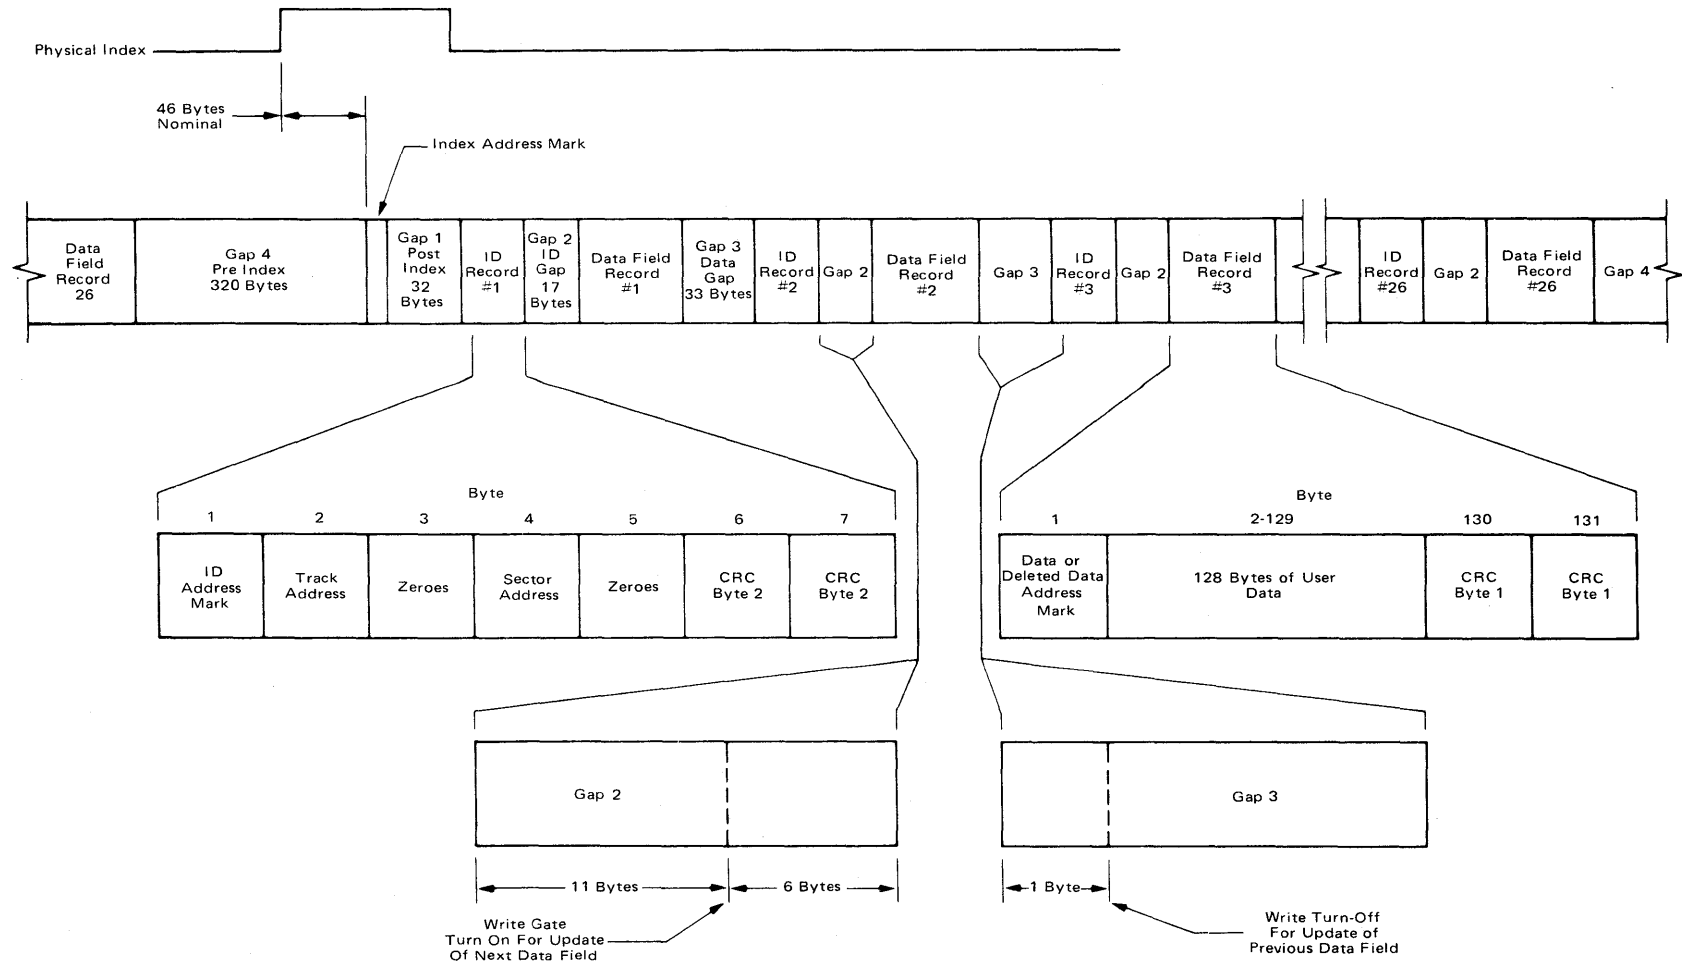 Physical Index
46 Bytes
Nominal
Index Address Mark
Data
Field
Record
26
Gap 4
Pre Index
320 Bytes
Gap 1
Post
Index
32
Bytes
ID
Record
#1
Gap 2
ID
Gap
17
Bytes
Data Field
Record
#1
Gap 3
Data
Gap
33 Bytes
ID
Record
#2
Gap 2
Data Field
Record
#2
Gap 3
ID
Record
#3
Gap 2
Data Field
Record
#3
ID
Record
#26
Gap 2
Data Field
Record
#26
Gap 4
Byte
1 2 3 4 5 6 7
ID
Address
Mark
Track
Address
Zeroes
Sector
Address
Zeroes
CRC
Byte 2
CRC
Byte 2
Byte
1 2-129 130 131
Data or
Deleted Data
Address
Mark
128 Bytes of User
Data
CRC
Byte 1
CRC
Byte 1
Gap 2
11 Bytes
6 Bytes
Write Gate
Turn On For Update
Of Next Data Field
Gap 3
1 Byte
Write Turn-Off
For Update of
Previous Data Field